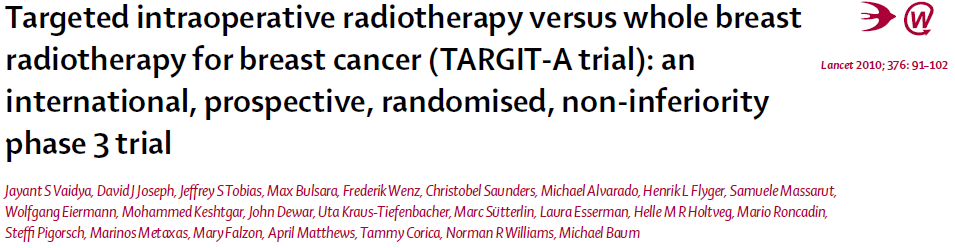 Targeted intraoperative radiotherapy versus whole breast
radiotherapy for breast cancer (TARGIT-A trial): an
international, prospective, randomised, non-inferiority
phase 3 trial
Lancet 2010; 376: 91–102
Jayant S Vaidya, David J Joseph, Jeffrey S Tobias, Max Bulsara, Frederik Wenz, Christobel Saunders, Michael Alvarado, Henrik L Flyger, Samuele Massarut,
Wolfgang Eiermann, Mohammed Keshtgar, John Dewar, Uta Kraus-Tiefenbacher, Marc Sütterlin, Laura Esserman, Helle M R Holtveg, Mario Roncadin,
Steffi Pigorsch, Marinos Metaxas, Mary Falzon, April Matthews, Tammy Corica, Norman R Williams, Michael Baum